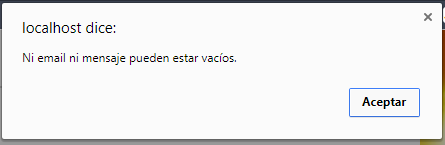 localhost dice:
Ni email ni mensaje pueden estar vacíos.
Aceptar